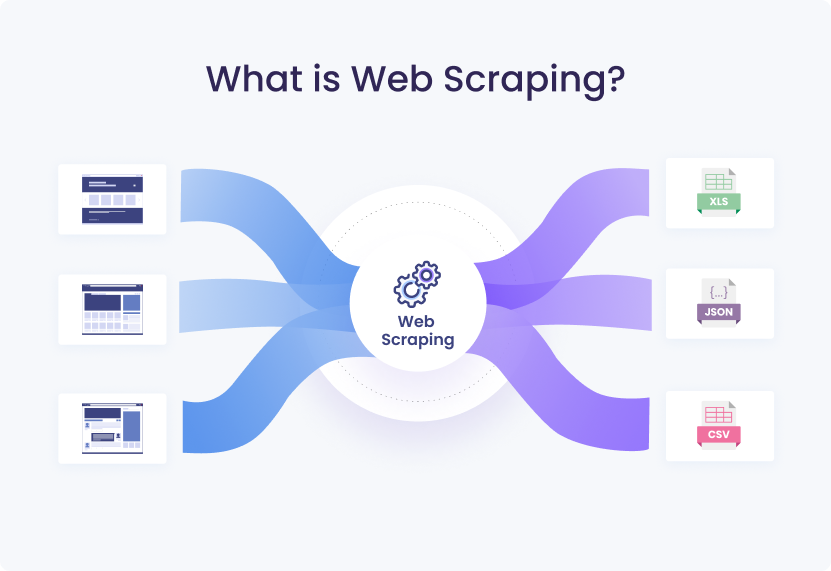 What is Web Scraping?
XLS
Web
Scraping
{...}
JSON
CSV